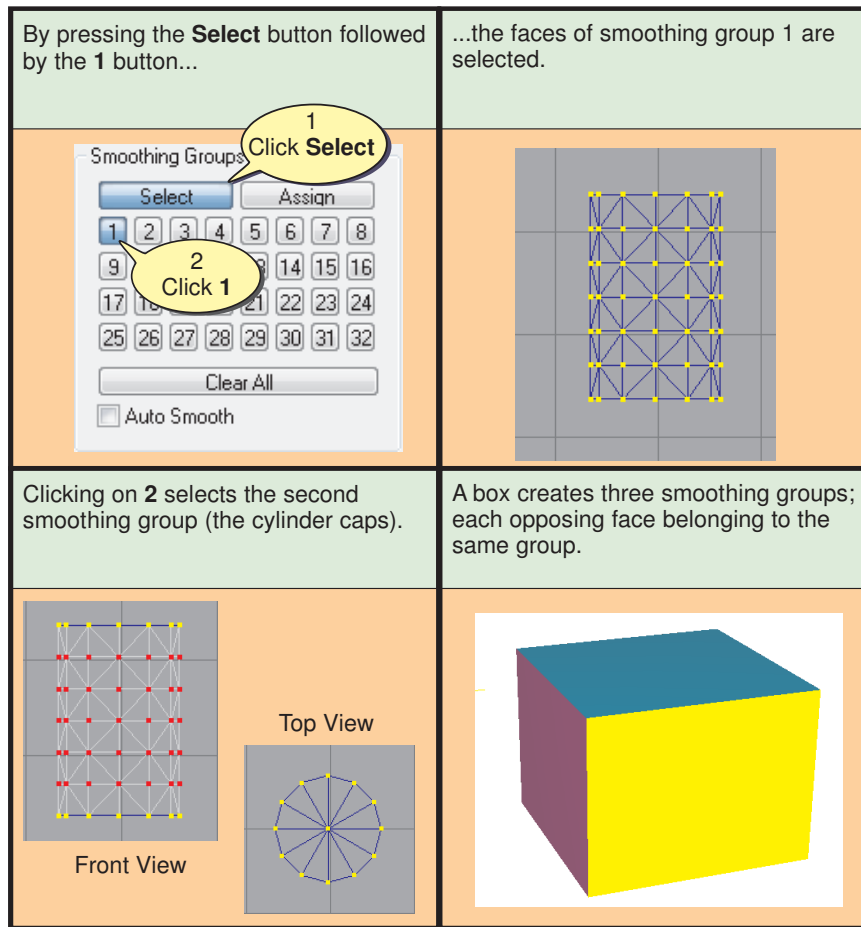 By pressing the Select button followed
by the 1 button...
...the faces of smoothing group 1 are
selected.
1
Click Select
Smoothing Groups
Select Assign
1 2 3 4 5 6 7 8
2
Click 1
9 14 15 16
17 21 22 23 24
25 26 27 28 29 30 31 32
Clear All
Auto Smooth
Clicking on 2 selects the second
smoothing group (the cylinder caps).
A box creates three smoothing groups;
each opposing face belonging to the
same group.
Top View
Front View